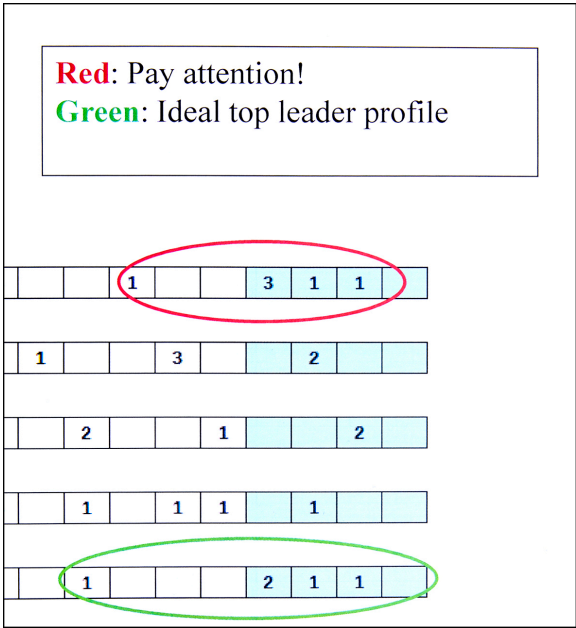 Red: Pay attention!
Green: Ideal top leader profile
1 3 1 1
1 3 2
2 1 2
1 1 1 1
1 2 1 1